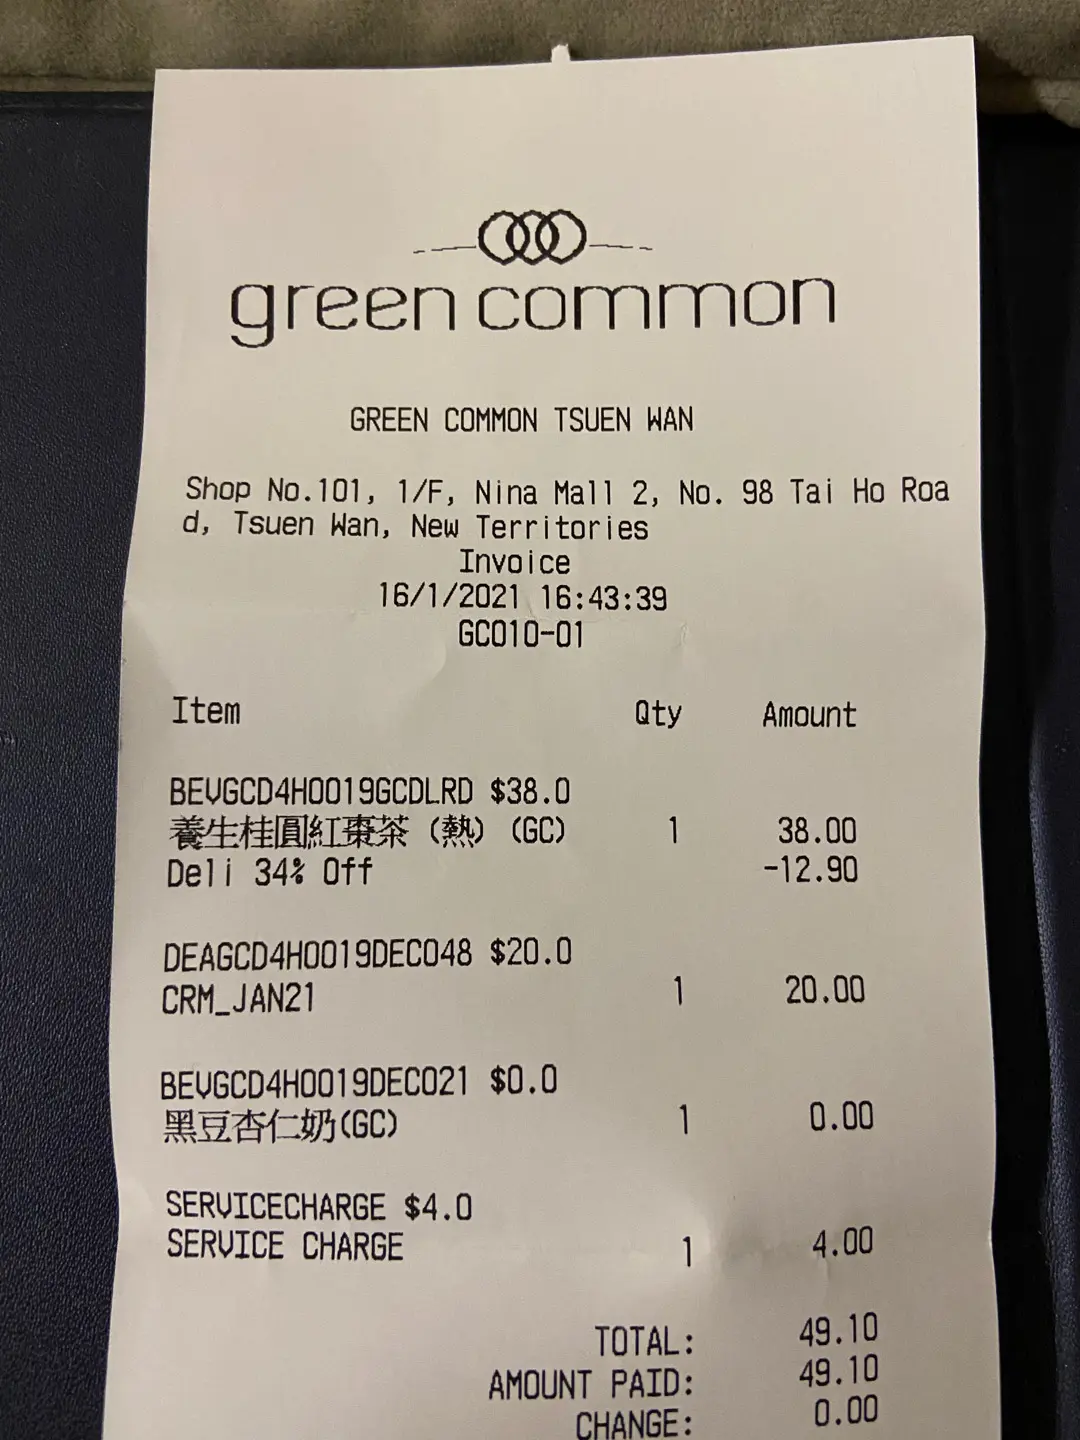 green common
GREEN COMMON TSUEN WAN
Shop No.101, 1/F, Nina Mall 2, No. 98 Tai Ho Roa
d, Tsuen Wan, New Territories
Invoice
16/1/2021 16:43:39
GC010-01
Item Qty Amount
BEVGCD4H0019GCDLRD $38.0
養生桂圓紅棗茶 (熱) (GC) 1 38.00
Deli 34% Off -12.90
DEAGCD4H0019DEC048 $20.0
CRM_JAN21 1 20.00
BEVGCD4H0019DEC021 $0.0
黑豆杏仁奶(GC) 1 0.00
SERVICECHARGE $4.0
SERVICE CHARGE 1 4.00
TOTAL: 49.10
AMOUNT PAID: 49.10
CHANGE: 0.00